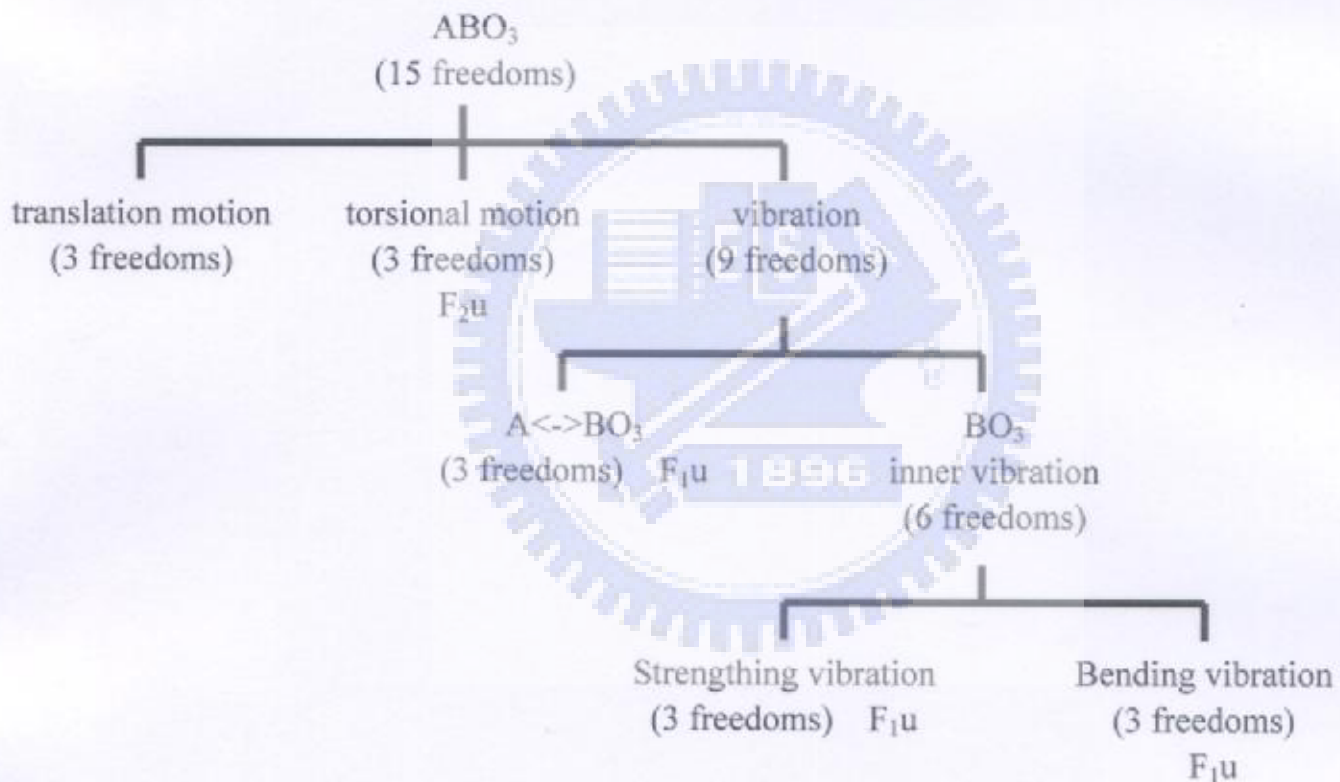 ABO₃
(15 freedoms)
translation motion
(3 freedoms)
torsional motion
(3 freedoms)
F₂u
vibration
(9 freedoms)
A<->BO₃
(3 freedoms) F₁u
BO₃
inner vibration
(6 freedoms)
1896
Strengthing vibration
(3 freedoms) F₁u
Bending vibration
(3 freedoms)
F₁u